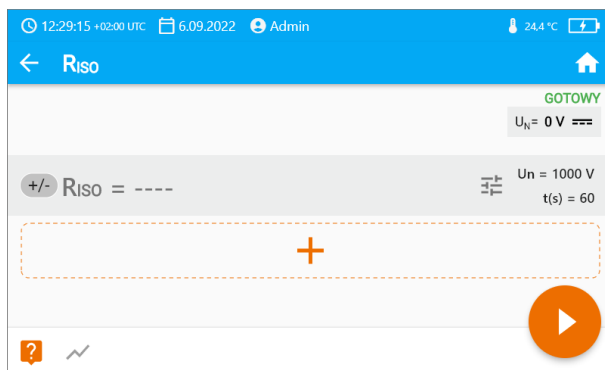 12:29:15 +02:00 UTC 6.09.2022 Admin 24,4 °C
RISO
GOTOWY
UN= 0 V
+/- RISO = ----
Un = 1000 V
t(s) = 60
+
?